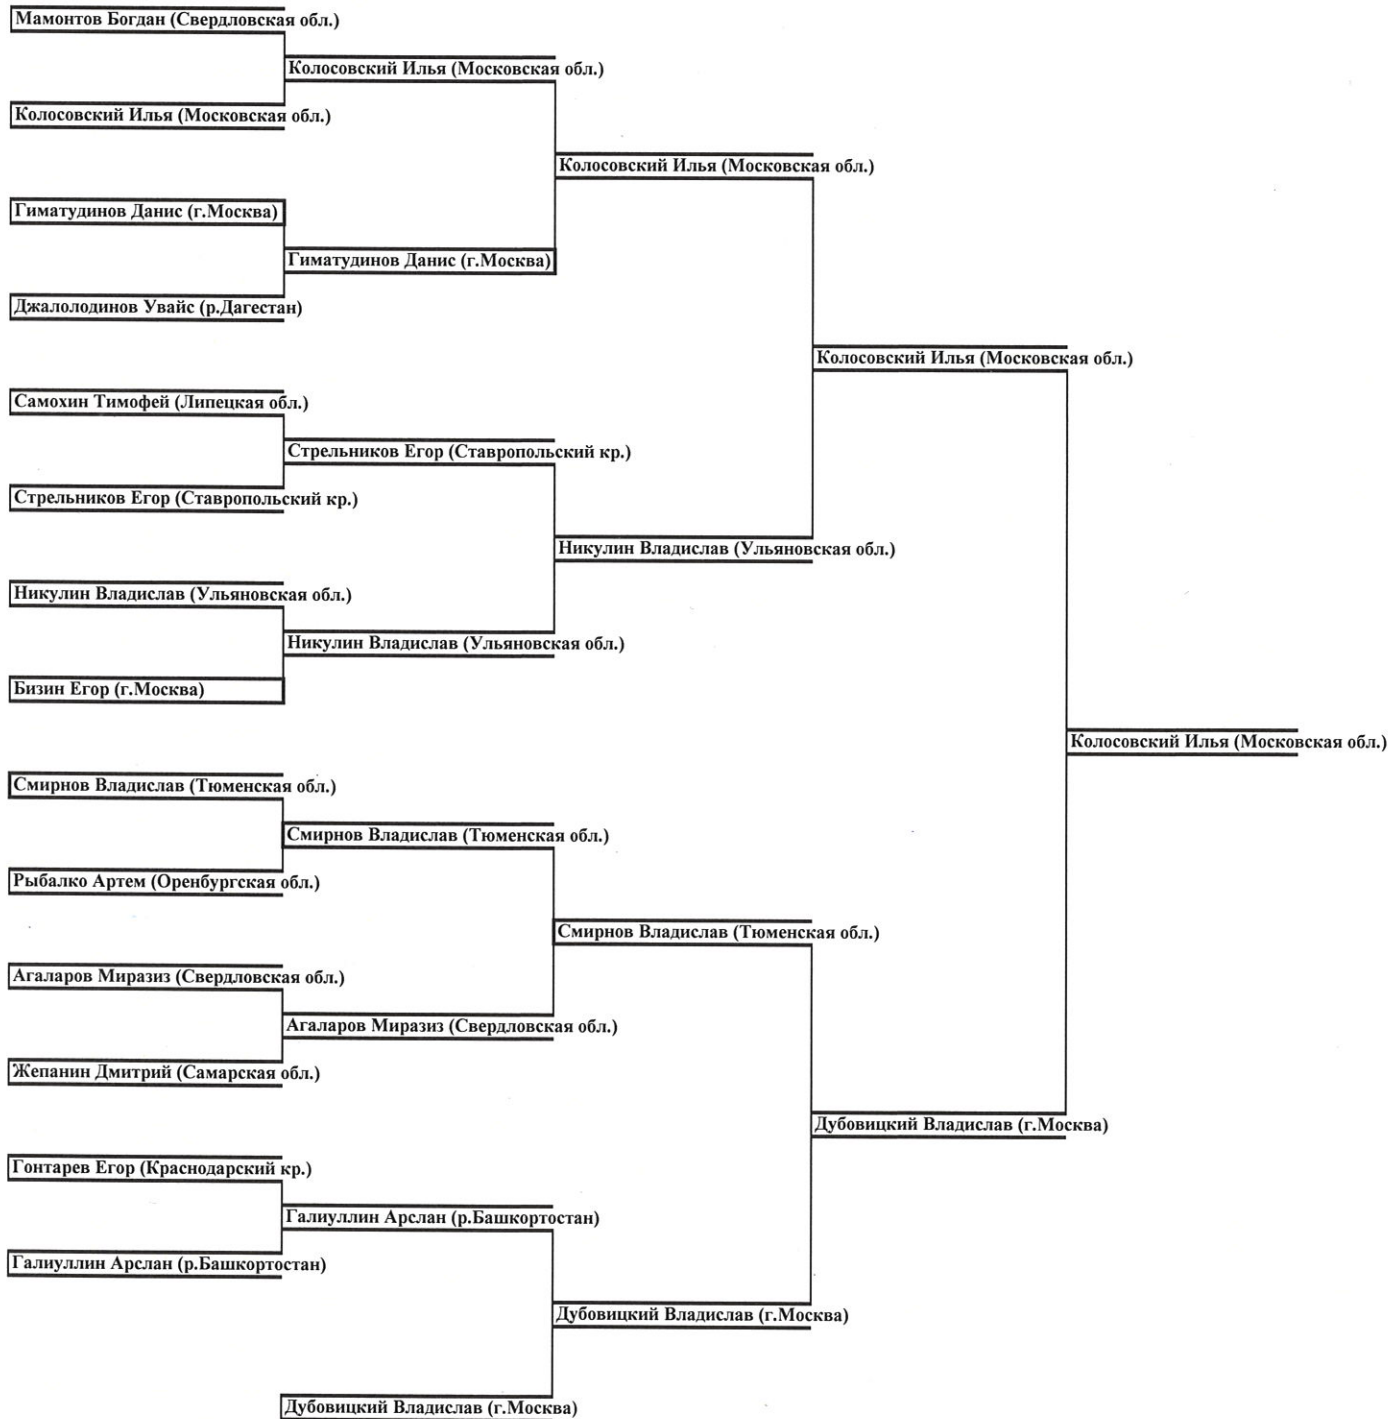 Мамонтов Богдан (Свердловская обл.)
Колосовский Илья (Московская обл.)
Колосовский Илья (Московская обл.)
Колосовский Илья (Московская обл.)
Гиматудинов Данис (г.Москва)
Гиматудинов Данис (г.Москва)
Джалолодинов Увайс (р.Дагестан)
Колосовский Илья (Московская обл.)
Самохин Тимофей (Липецкая обл.)
Стрельников Егор (Ставропольский кр.)
Стрельников Егор (Ставропольский кр.)
Никулин Владислав (Ульяновская обл.)
Никулин Владислав (Ульяновская обл.)
Никулин Владислав (Ульяновская обл.)
Бизин Егор (г.Москва)
Колосовский Илья (Московская обл.)
Смирнов Владислав (Тюменская обл.)
Смирнов Владислав (Тюменская обл.)
Рыбалко Артем (Оренбургская обл.)
Смирнов Владислав (Тюменская обл.)
Агаларов Миразиз (Свердловская обл.)
Агаларов Миразиз (Свердловская обл.)
Жепанин Дмитрий (Самарская обл.)
Дубовицкий Владислав (г.Москва)
Гонтарев Егор (Краснодарский кр.)
Галиуллин Арслан (р.Башкортостан)
Галиуллин Арслан (р.Башкортостан)
Дубовицкий Владислав (г.Москва)
Дубовицкий Владислав (г.Москва)